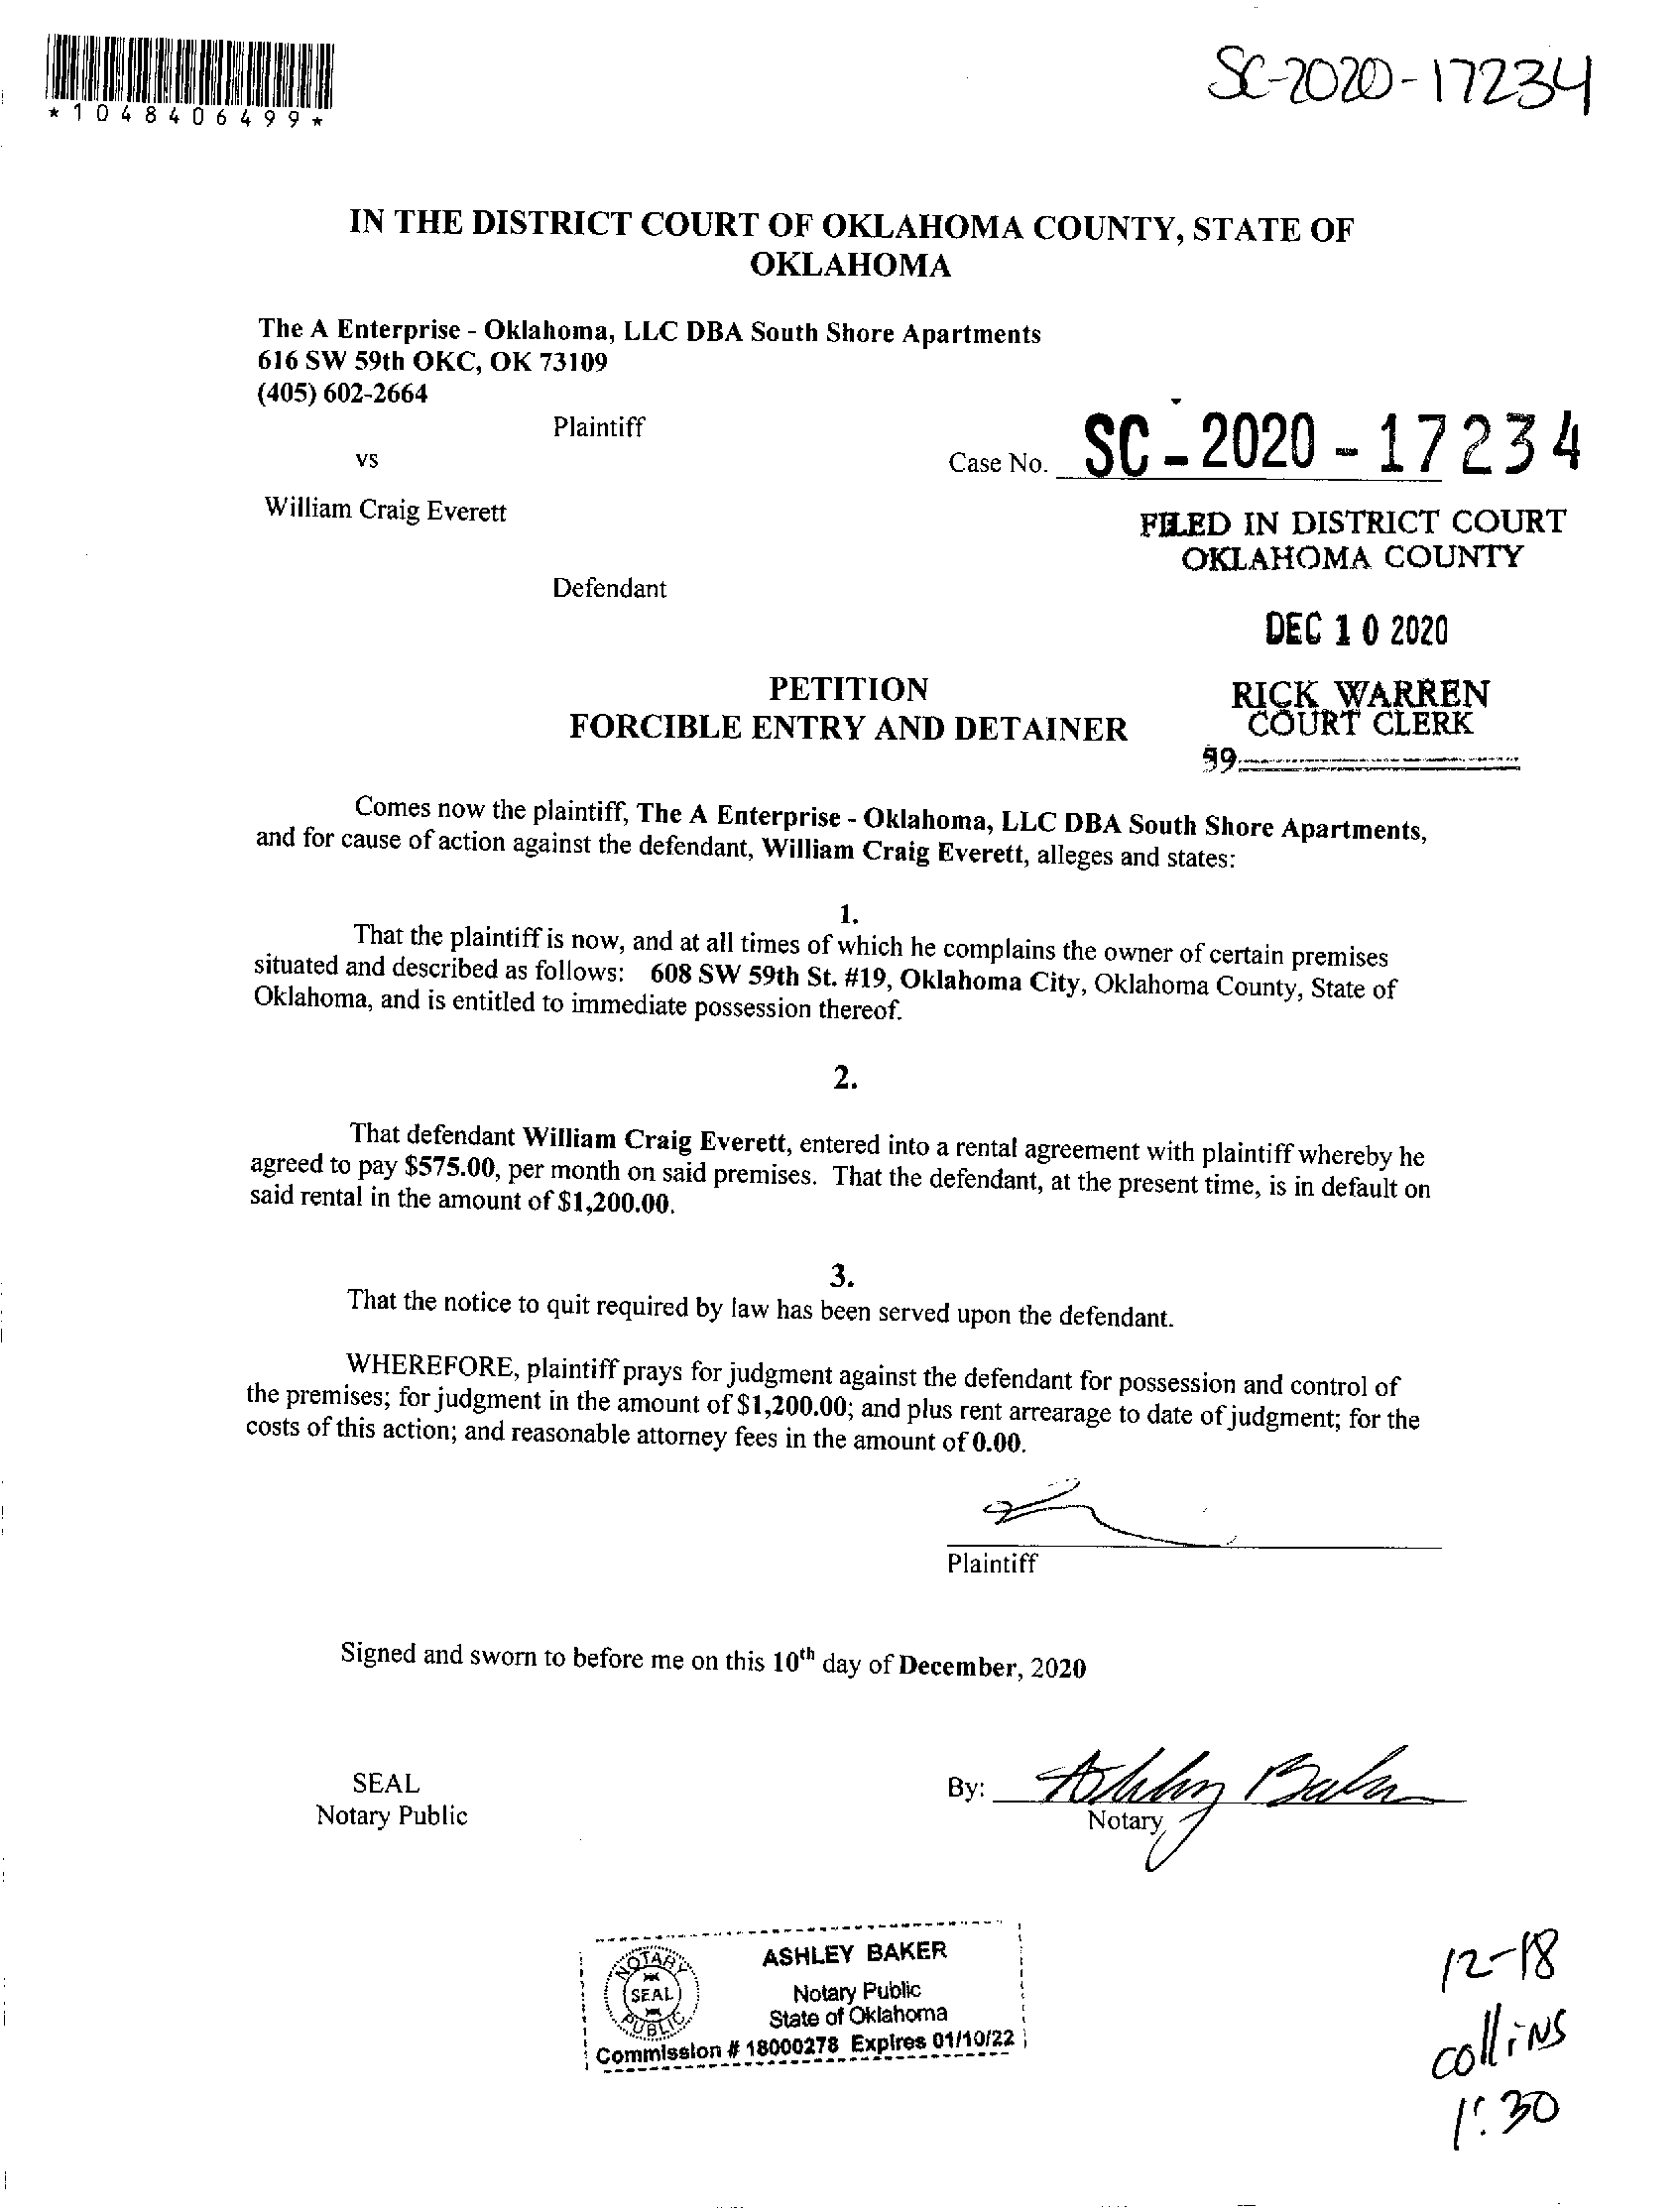 SC-2020-17234
*1048406499*
IN THE DISTRICT COURT OF OKLAHOMA COUNTY, STATE OF
OKLAHOMA
The A Enterprise - Oklahoma, LLC DBA South Shore Apartments
616 SW 59th OKC, OK 73109
(405) 602-2664
Plaintiff
vs
Case No. SC-2020-17234
William Craig Everett
FILED IN DISTRICT COURT
OKLAHOMA COUNTY
Defendant
DEC 10 2020
PETITION
FORCIBLE ENTRY AND DETAINER
RICK WARREN
COURT CLERK
Comes now the plaintiff, The A Enterprise - Oklahoma, LLC DBA South Shore Apartments,
and for cause of action against the defendant, William Craig Everett, alleges and states:
1.
That the plaintiff is now, and at all times of which he complains the owner of certain premises
situated and described as follows: 608 SW 59th St. #19, Oklahoma City, Oklahoma County, State of
Oklahoma, and is entitled to immediate possession thereof.
2.
That defendant William Craig Everett, entered into a rental agreement with plaintiff whereby he
agreed to pay $575.00, per month on said premises. That the defendant, at the present time, is in default on
said rental in the amount of $1,200.00.
3.
That the notice to quit required by law has been served upon the defendant.
WHEREFORE, plaintiff prays for judgment against the defendant for possession and control of
the premises; for judgment in the amount of $1,200.00; and plus rent arrearage to date of judgment; for the
costs of this action; and reasonable attorney fees in the amount of 0.00.
Plaintiff
Signed and sworn to before me on this 10th day of December, 2020
SEAL
Notary Public
By: Ashley Baker
Notary
NOTARY
SEAL
PUBLIC
ASHLEY BAKER
Notary Public
State of Oklahoma
Commission # 18000278 Expires 01/10/22
12-18
collins
1:30